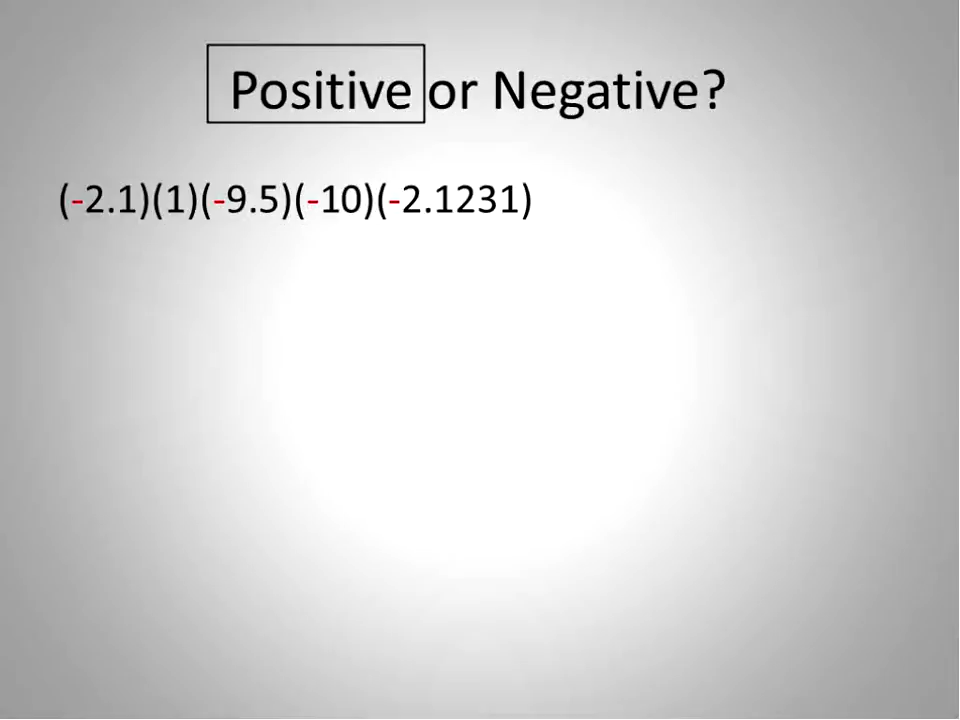 Positive or Negative?
(-2.1)(1)(-9.5)(-10)(-2.1231)